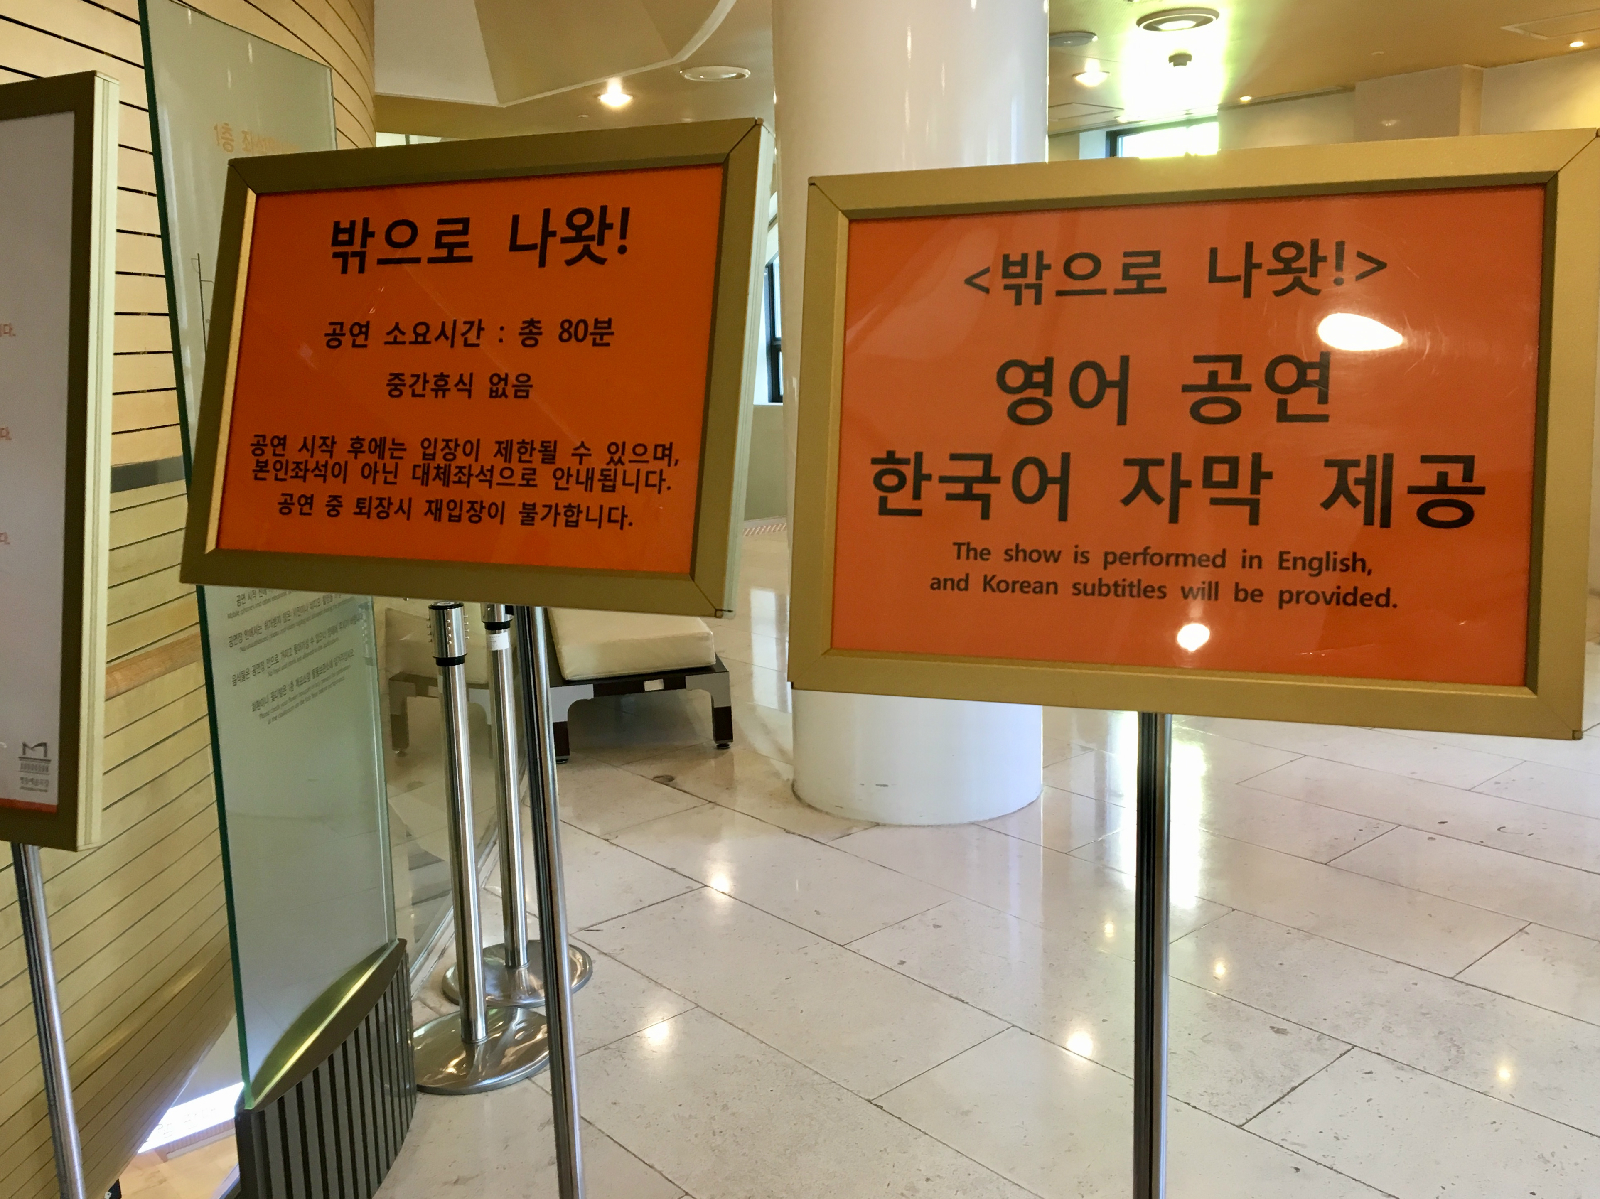 1층
밖으로 나왓!
공연 소요시간 : 총 80분
중간휴식 없음
공연 시작 후에는 입장이 제한될 수 있으며,
본인좌석이 아닌 대체좌석으로 안내됩니다.
공연 중 퇴장시 재입장이 불가합니다.
<밖으로 나왓!>
영어 공연
한국어 자막 제공
The show is performed in English,
and Korean subtitles will be provided.